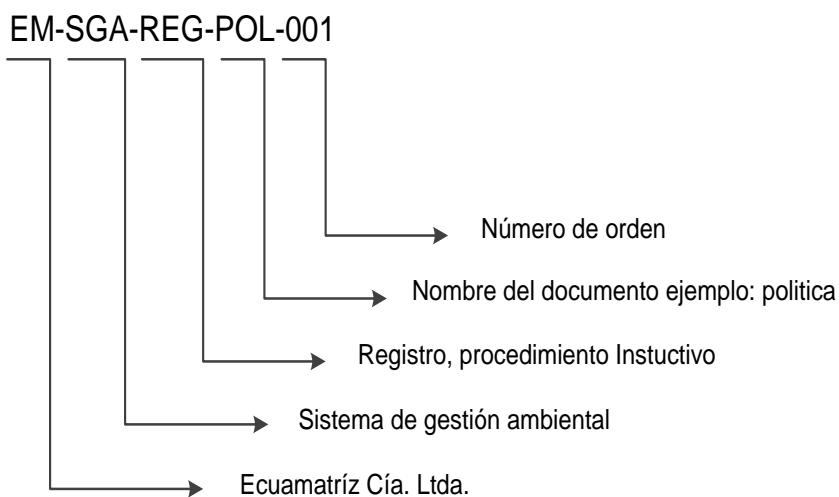 EM-SGA-REG-POL-001
Número de orden
Nombre del documento ejemplo: politica
Registro, procedimiento Instuctivo
Sistema de gestión ambiental
Ecuamatríz Cía. Ltda.